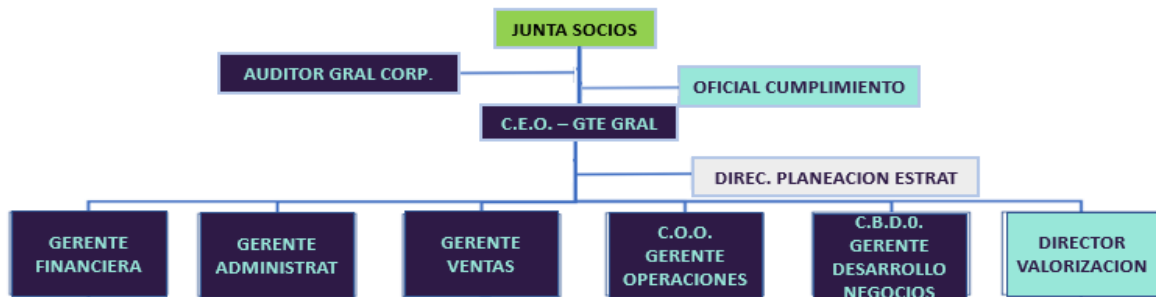 JUNTA SOCIOS
AUDITOR GRAL CORP.
OFICIAL CUMPLIMIENTO
C.E.O. – GTE GRAL
DIREC. PLANEACION ESTRAT
GERENTE
FINANCIERA
GERENTE
ADMINISTRAT
GERENTE
VENTAS
C.O.O.
GERENTE
OPERACIONES
C.B.D.0.
GERENTE
DESARROLLO
NEGOCIOS
DIRECTOR
VALORIZACION